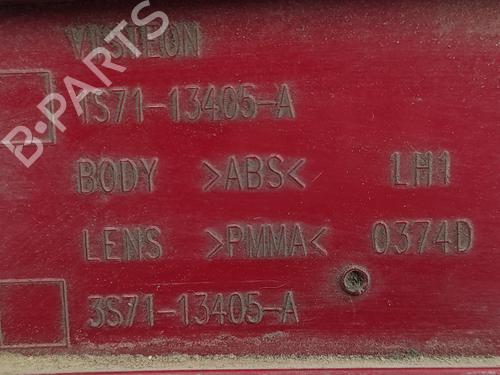 VISTEON
1S71-13405-A
BODY >ABS< LH1
LENS >PMMA< 0374D
3S71-13405-A
B-PARTS